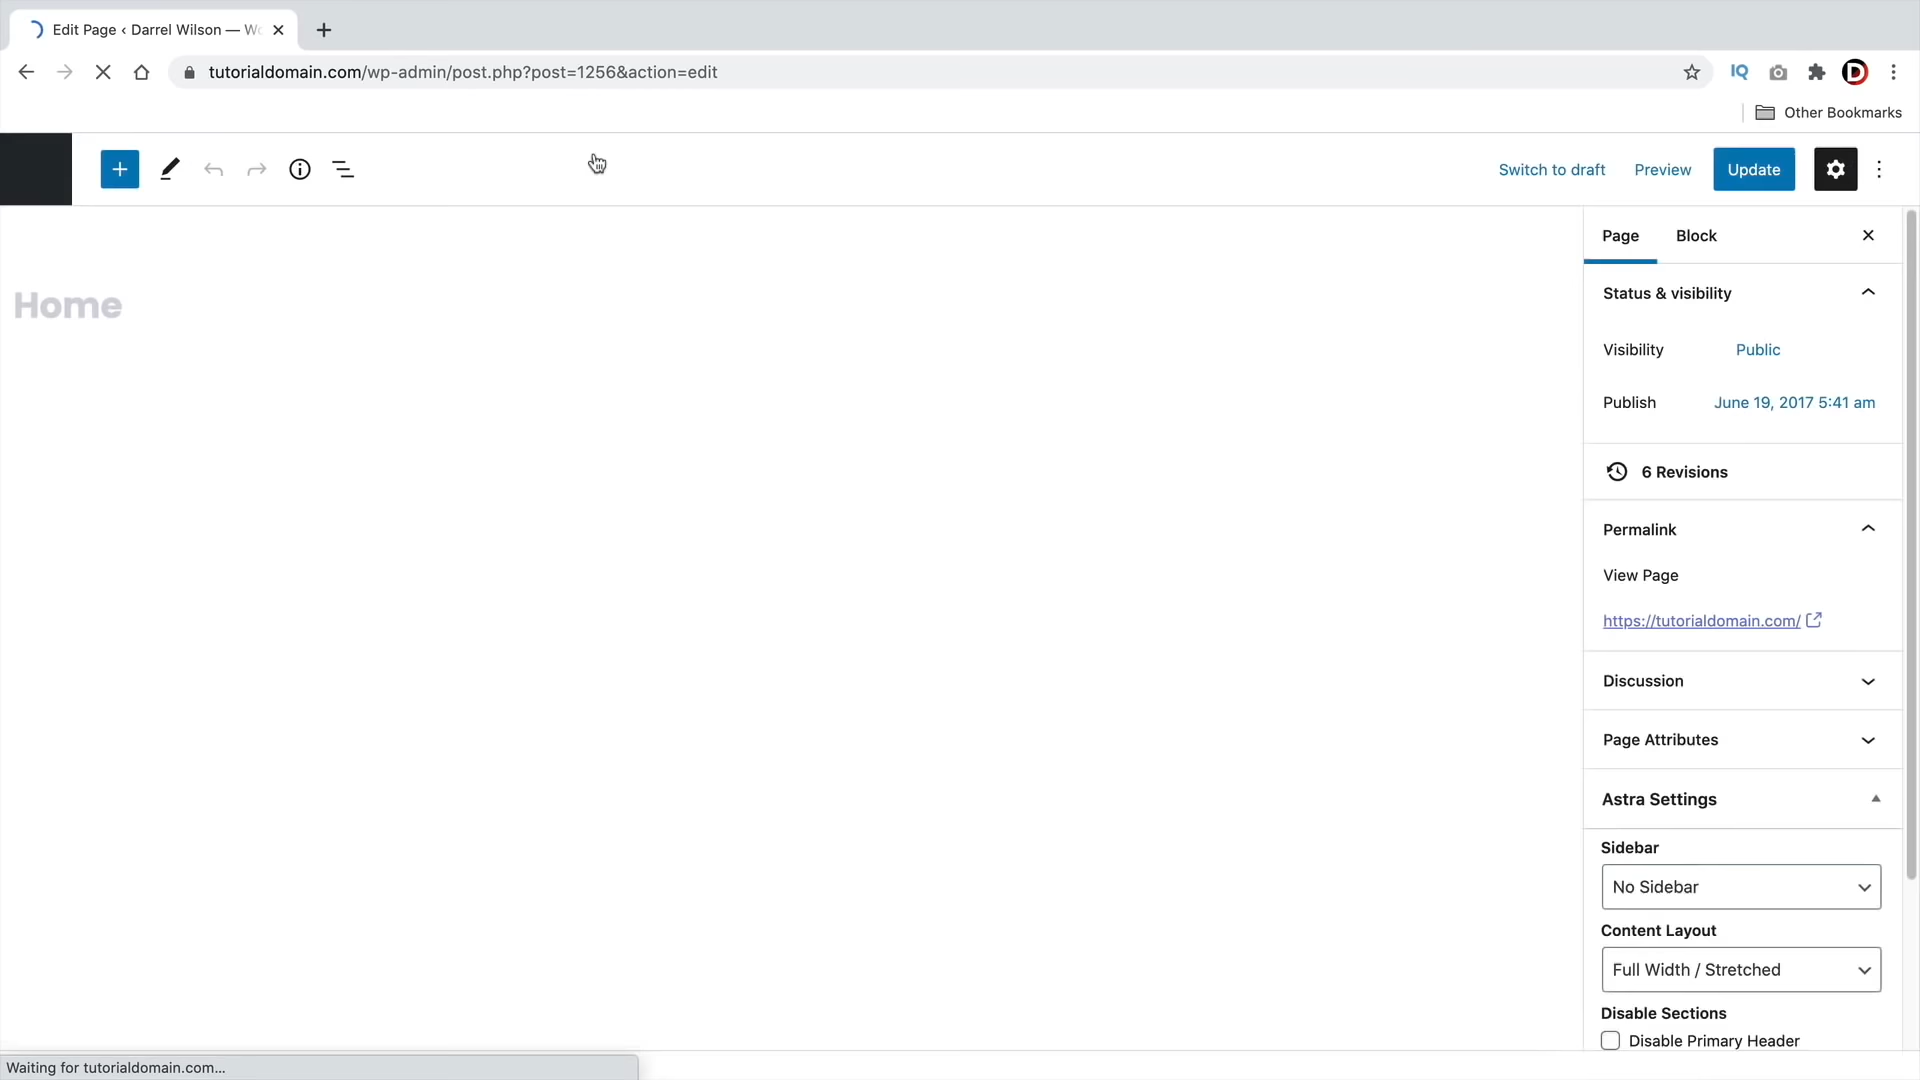 Edit Page ‹ Darrel Wilson — Wo
tutorialdomain.com/wp-admin/post.php?post=1256&action=edit
IQ
D
Other Bookmarks
Switch to draft
Preview
Update
Page
Block
Home
Status & visibility
Visibility
Public
Publish
June 19, 2017 5:41 am
6 Revisions
Permalink
View Page
https://tutorialdomain.com/
Discussion
Page Attributes
Astra Settings
Sidebar
No Sidebar
Content Layout
Full Width / Stretched
Disable Sections
Disable Primary Header
Waiting for tutorialdomain.com...